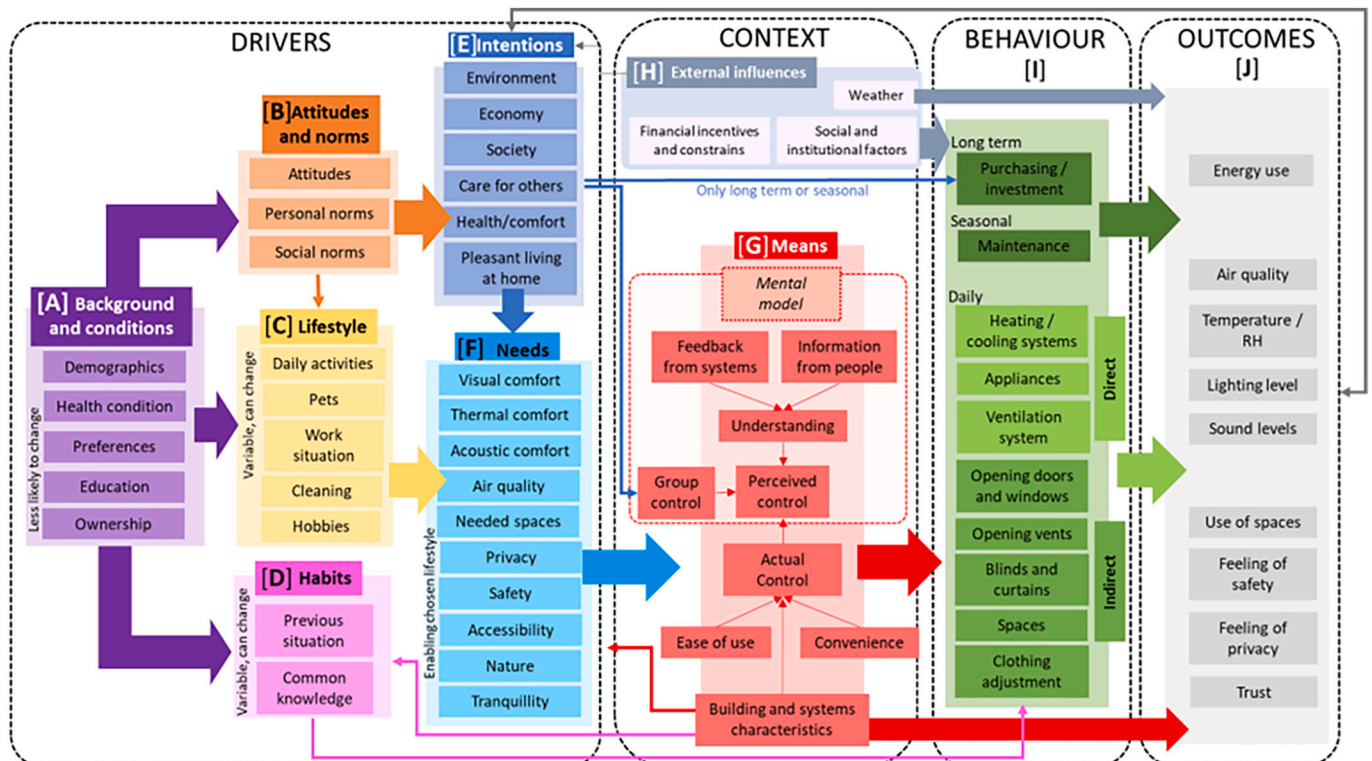 DRIVERS
[E]Intentions
Environment
Economy
Society
Care for others
Health/comfort
Pleasant living
at home
[B]Attitudes
and norms
Attitudes
Personal norms
Social norms
[A] Background
and conditions
Less likely to change
Demographics
Health condition
Preferences
Education
Ownership
[C] Lifestyle
Variable, can change
Daily activities
Pets
Work
situation
Cleaning
Hobbies
[D] Habits
Variable, can change
Previous
situation
Common
knowledge
[F] Needs
Enabling chosen lifestyle
Visual comfort
Thermal comfort
Acoustic comfort
Air quality
Needed spaces
Privacy
Safety
Accessibility
Nature
Tranquillity
CONTEXT
[H] External influences
Weather
Financial incentives
and constrains
Social and
institutional factors
Only long term or seasonal
[G] Means
Mental
model
Feedback
from systems
Information
from people
Understanding
Group
control
Perceived
control
Actual
Control
Ease of use
Convenience
Building and systems
characteristics
BEHAVIOUR
[I]
Long term
Purchasing /
investment
Seasonal
Maintenance
Daily
Heating /
cooling systems
Appliances
Ventilation
system
Direct
Opening doors
and windows
Opening vents
Blinds and
curtains
Spaces
Indirect
Clothing
adjustment
OUTCOMES
[J]
Energy use
Air quality
Temperature /
RH
Lighting level
Sound levels
Use of spaces
Feeling of
safety
Feeling of
privacy
Trust